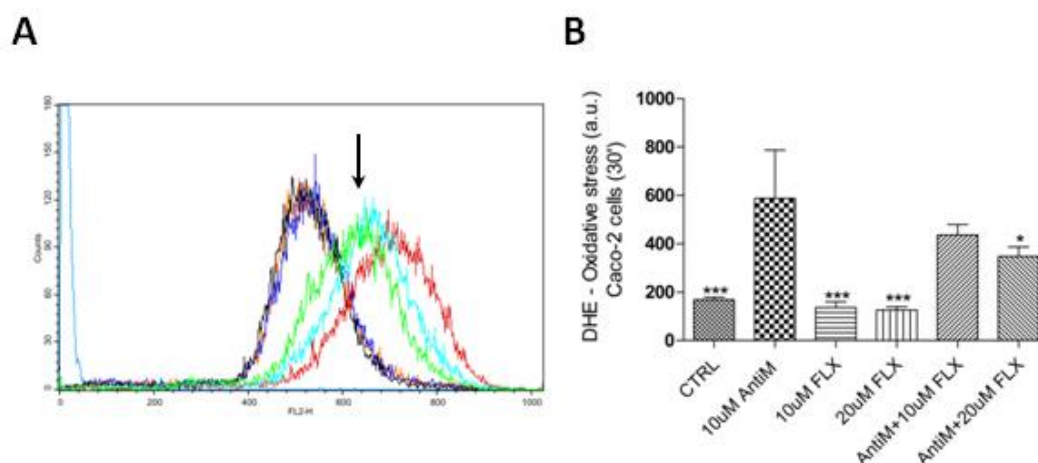 A
B
180
150
120
90
60
30
0
Counts
0
200
400
600
800
1000
FL2-H
DHE - Oxidative stress (a.u.)
Caco-2 cells (30')
1000
800
600
400
200
0
***
***
***
*
CTRL
10uM AntiM
10uM FLX
20uM FLX
AntiM+10uM FLX
AntiM+20uM FLX